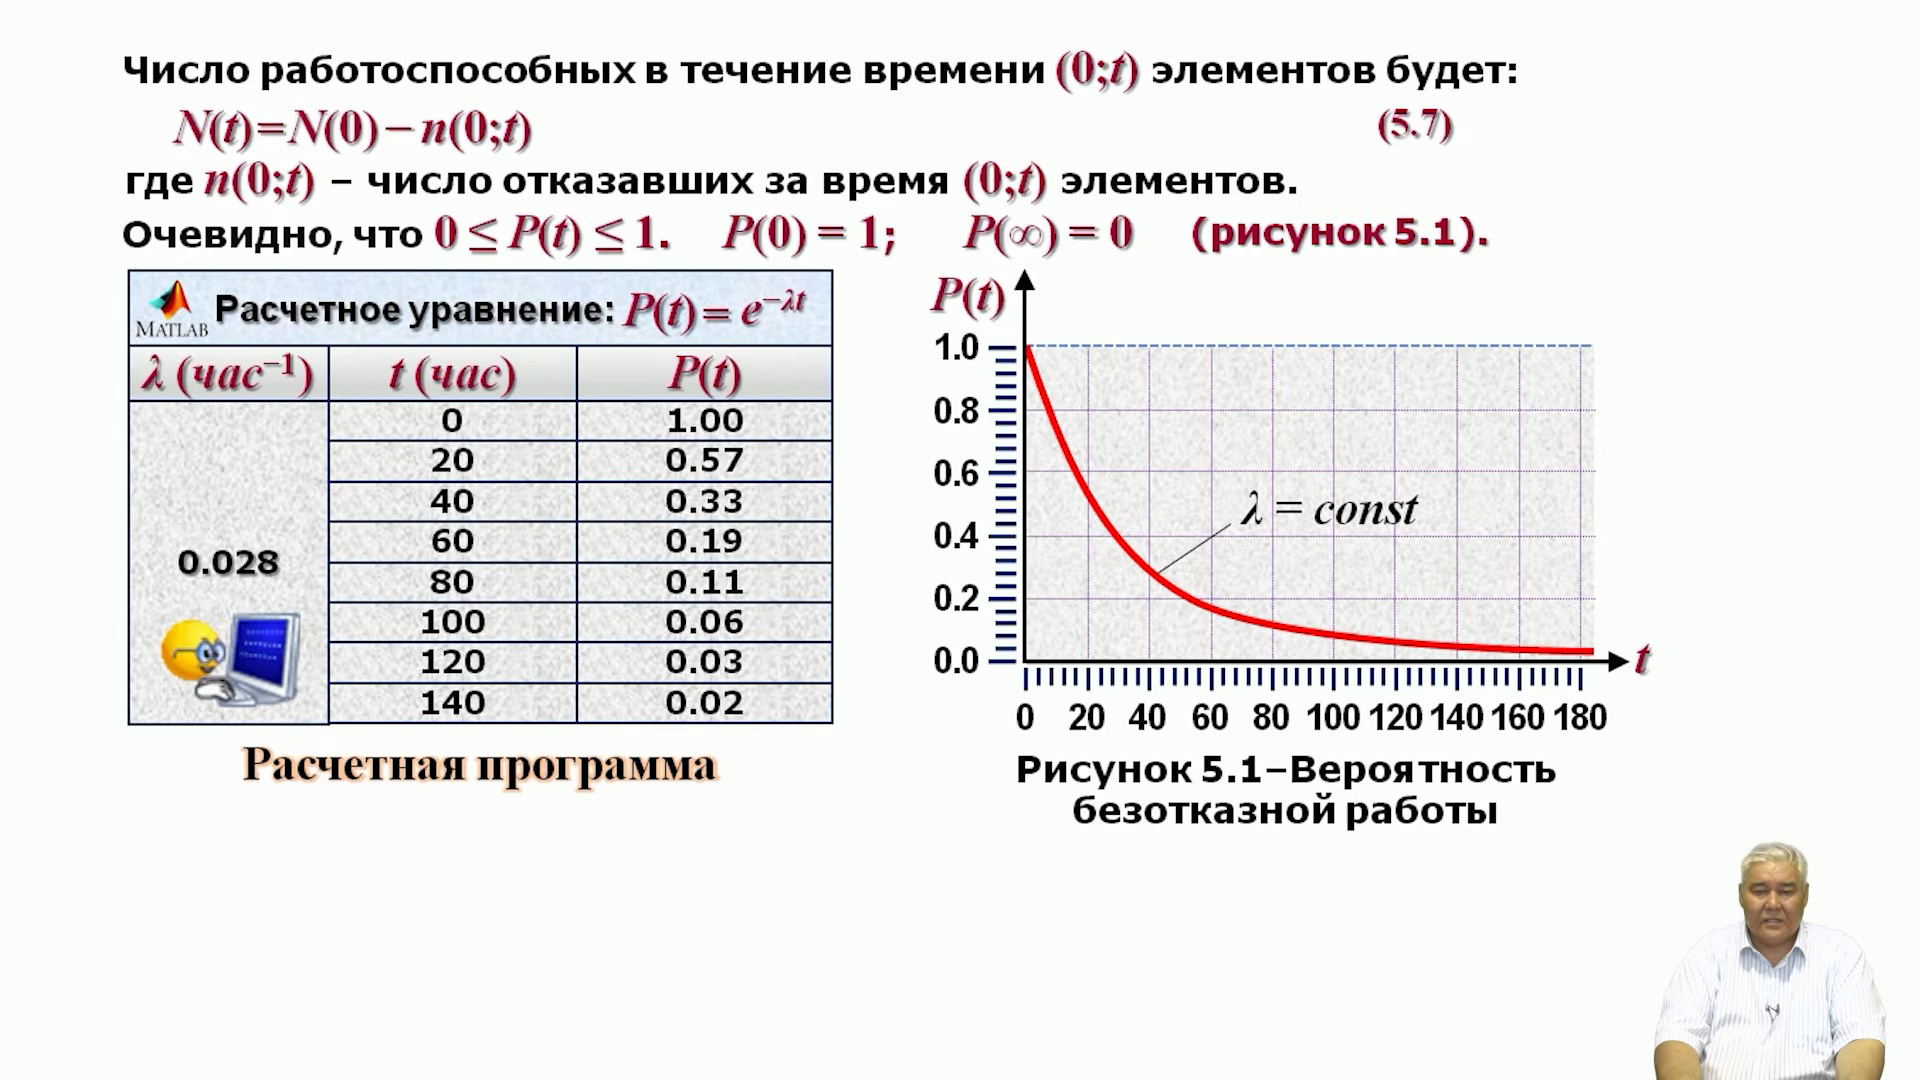 Число работоспособных в течение времени (0;t) элементов будет:
N(t)=N(0)–n(0;t) (5.7)
где n(0;t) – число отказавших за время (0;t) элементов.
Очевидно, что 0 ≤ P(t) ≤ 1. P(0) = 1; P(∞) = 0 (рисунок 5.1).
MATLAB
Расчетное уравнение: P(t) = e^–λt
λ (час^–1) t (час) P(t)
0 1.00
20 0.57
40 0.33
60 0.19
0.028
80 0.11
100 0.06
120 0.03
140 0.02
Расчетная программа
P(t)
1.0
0.8
0.6
0.4
0.2
0.0
λ = const
t
0 20 40 60 80 100 120 140 160 180
Рисунок 5.1–Вероятность
безотказной работы